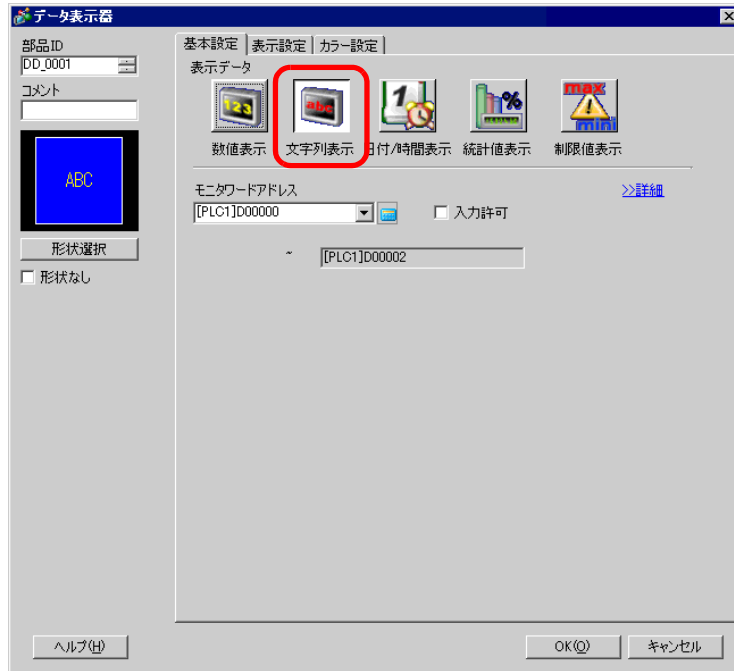 データ表示器
部品ID
DD_0001
コメント
ABC
形状選択
形状なし
基本設定 表示設定 カラー設定
表示データ
123 abc 1 % max mini
数値表示 文字列表示 日付/時間表示 統計値表示 制限値表示
モニタワードアドレス >>詳細
[PLC1]D00000 入力許可
~ [PLC1]D00002
ヘルプ(H) OK(O) キャンセル